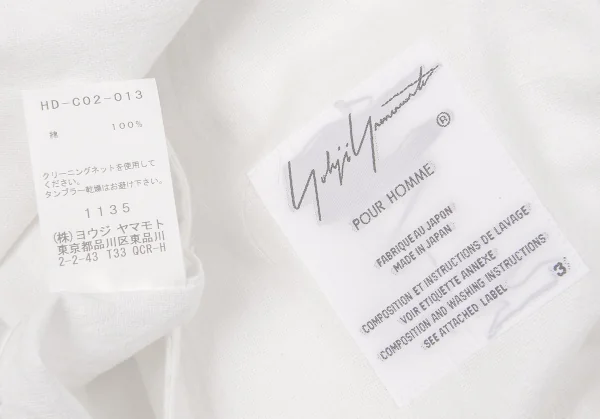 HD-C02-013
綿 100%
クリーニングネットを使用して
ください。
タンブラー乾燥はお避け下さい。
1135
(株)ヨウジ ヤマモト
東京都品川区東品川
2-2-43 T33 QCR-H
Yohji Yamamoto ®
POUR HOMME
FABRIQUE AU JAPON
MADE IN JAPAN
COMPOSITION ET INSTRUCTIONS DE LAVAGE
VOIR ETIQUETTE ANNEXE
COMPOSITION AND WASHING INSTRUCTIONS
SEE ATTACHED LABEL
3